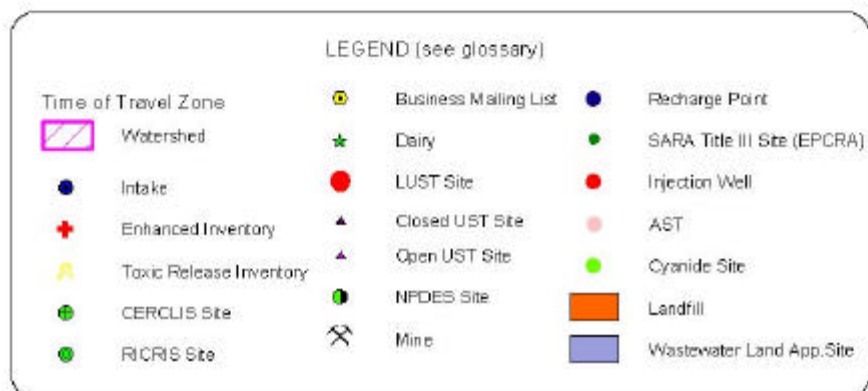 LEGEND (see glossary)
Time of Travel Zone
Watershed
Intake
Enhanced Inventory
Toxic Release Inventory
CERCLIS Site
RICRIS Site
Business Mailing List
Dairy
LUST Site
Closed UST Site
Open UST Site
NPDES Site
Mine
Recharge Point
SARA Title III Site (EPCRA)
Injection Well
AST
Cyanide Site
Landfill
Wastewater Land App.Site